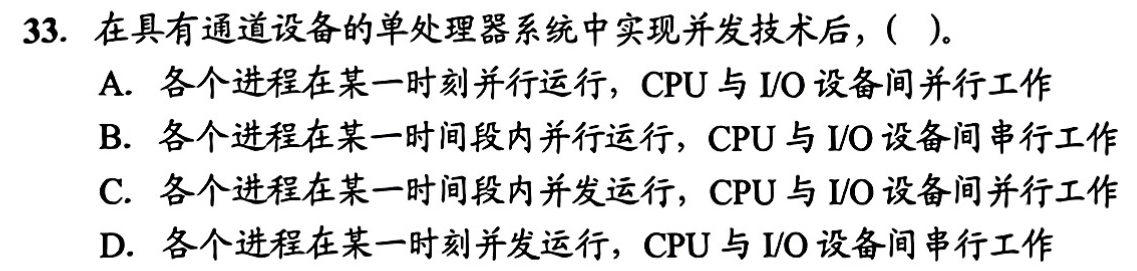 33. 在具有通道设备的单处理器系统中实现并发技术后，( )。
A. 各个进程在某一时刻并行运行，CPU 与 I/O 设备间并行工作
B. 各个进程在某一时间段内并行运行，CPU 与 I/O 设备间串行工作
C. 各个进程在某一时间段内并发运行，CPU 与 I/O 设备间并行工作
D. 各个进程在某一时刻并发运行，CPU 与 I/O 设备间串行工作